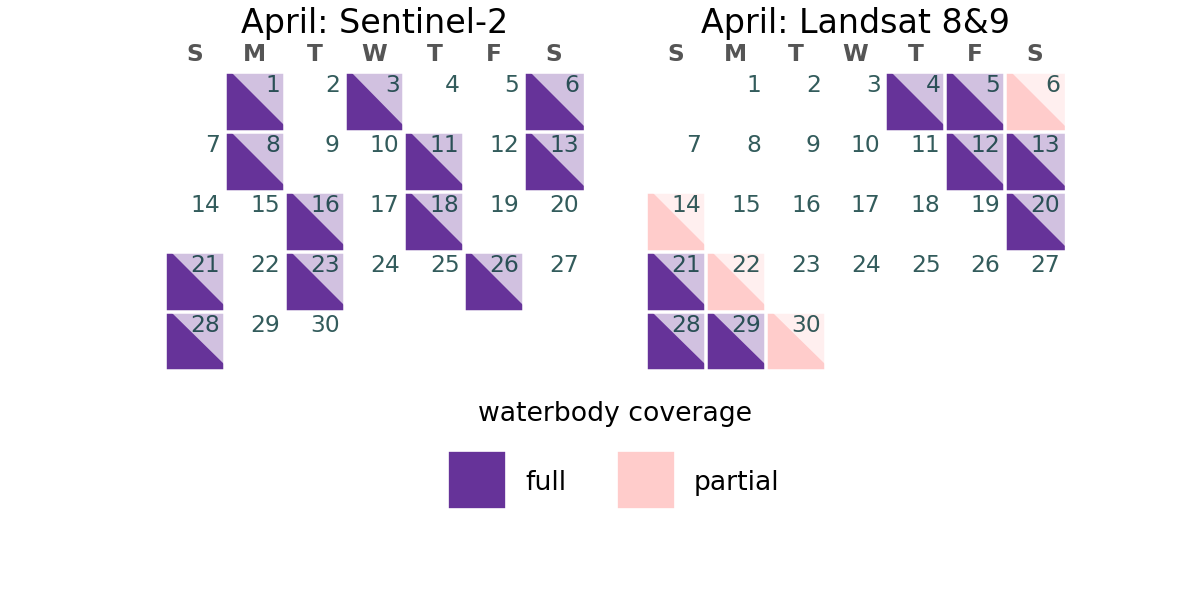 April: Sentinel-2
S M T W T F S
1 2 3 4 5 6
7 8 9 10 11 12 13
14 15 16 17 18 19 20
21 22 23 24 25 26 27
28 29 30
April: Landsat 8&9
S M T W T F S
1 2 3 4 5 6
7 8 9 10 11 12 13
14 15 16 17 18 19 20
21 22 23 24 25 26 27
28 29 30
waterbody coverage
full partial